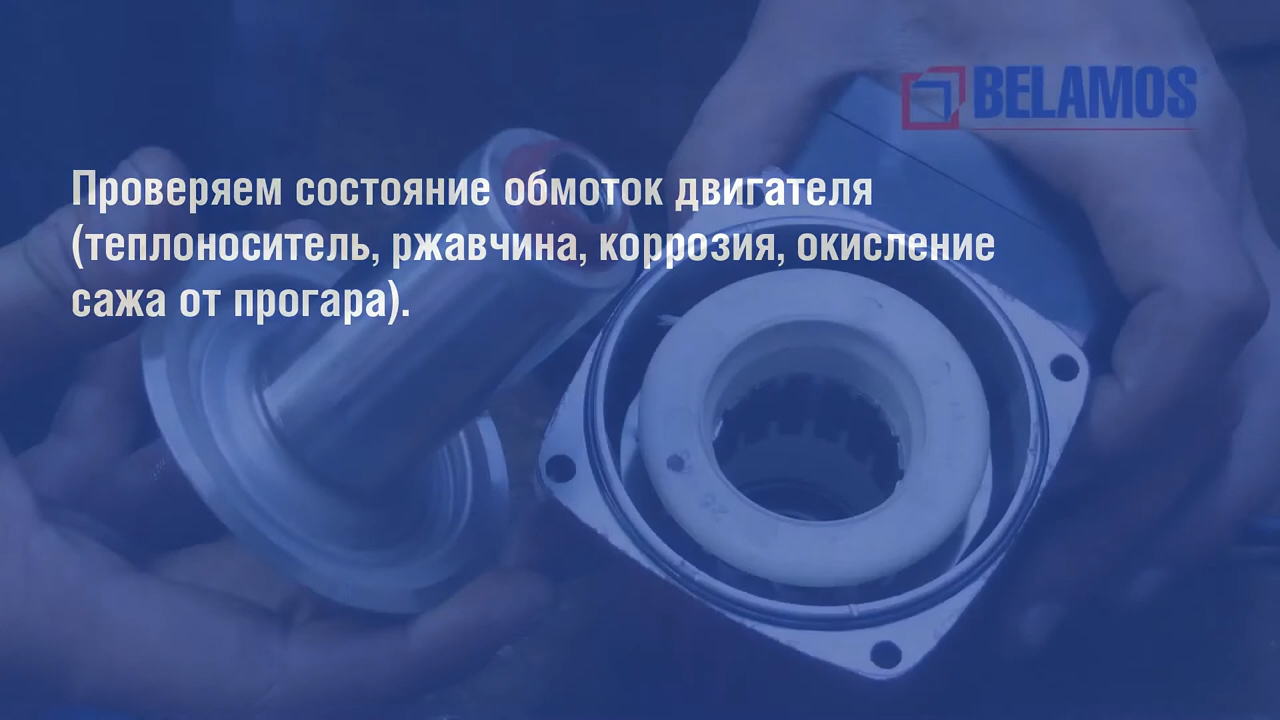 BELAMOS
Проверяем состояние обмоток двигателя
(теплоноситель, ржавчина, коррозия, окисление
сажа от прогара).